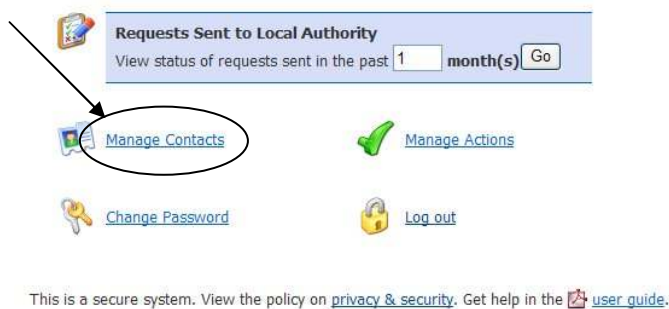 Requests Sent to Local Authority
View status of requests sent in the past 1 month(s) Go
Manage Contacts Manage Actions
Change Password Log out
This is a secure system. View the policy on privacy & security. Get help in the user guide.